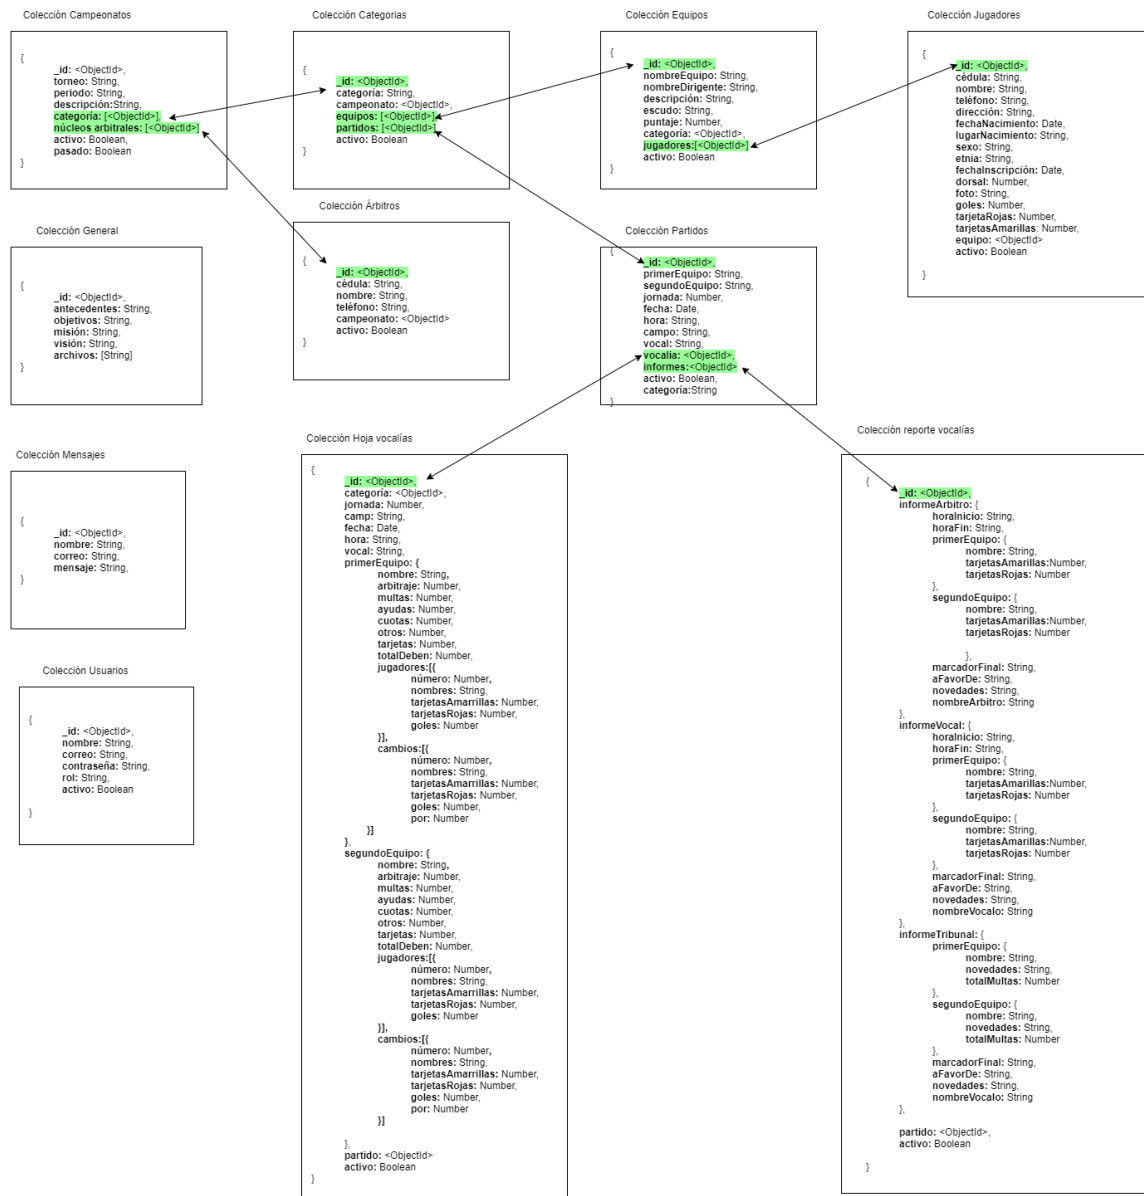 Colección Campeonatos
{
_id: <ObjectId>,
torneo: String,
periodo: String,
descripción:String,
categoría: [<ObjectId>],
núcleos arbitrales: [<ObjectId>]
activo: Boolean,
pasado: Boolean
}
Colección Categorias
{
_id: <ObjectId>,
categoría: String,
campeonato: <ObjectId>,
equipos: [<ObjectId>],
partidos: [<ObjectId>]
activo: Boolean
}
Colección Equipos
{
_id: <ObjectId>,
nombreEquipo: String,
nombreDirigente: String,
descripción: String,
escudo: String,
puntaje: Number,
categoría: <ObjectId>,
jugadores:[<ObjectId>]
activo: Boolean
}
Colección Jugadores
{
_id: <ObjectId>,
cédula: String,
nombre: String,
teléfono: String,
dirección: String,
fechaNacimiento: Date,
lugarNacimiento: String,
sexo: String,
etnia: String,
fechaInscripción: Date,
dorsal: Number,
foto: String,
goles: Number,
tarjetaRojas: Number,
tarjetasAmarillas: Number,
equipo: <ObjectId>
activo: Boolean
}
Colección General
{
_id: <ObjectId>,
antecedentes: String,
objetivos: String,
misión: String,
visión: String,
archivos: [String]
}
Colección Árbitros
{
_id: <ObjectId>,
cédula: String,
nombre: String,
teléfono: String,
campeonato: <ObjectId>
activo: Boolean
}
Colección Partidos
{
_id: <ObjectId>,
primerEquipo: String,
segundoEquipo: String,
jornada: Number,
fecha: Date,
hora: String,
campo: String,
vocal: String,
vocalia: <ObjectId>,
informes:<ObjectId>
activo: Boolean,
categoría:String
}
Colección Mensajes
{
_id: <ObjectId>,
nombre: String,
correo: String,
mensaje: String,
}
Colección Usuarios
{
_id: <ObjectId>,
nombre: String,
correo: String,
contraseña: String,
rol: String,
activo: Boolean
}
Colección Hoja vocalías
{
_id: <ObjectId>,
categoría: <ObjectId>,
jornada: Number,
camp: String,
fecha: Date,
hora: String,
vocal: String,
primerEquipo: {
nombre: String,
arbitraje: Number,
multas: Number,
ayudas: Number,
cuotas: Number,
otros: Number,
tarjetas: Number,
totalDeben: Number,
jugadores:[{
número: Number,
nombres: String,
tarjetasAmarrillas: Number,
tarjetasRojas: Number,
goles: Number
}],
cambios:[{
número: Number,
nombres: String,
tarjetasAmarrillas: Number,
tarjetasRojas: Number,
goles: Number,
por: Number
}]
},
segundoEquipo: {
nombre: String,
arbitraje: Number,
multas: Number,
ayudas: Number,
cuotas: Number,
otros: Number,
tarjetas: Number,
totalDeben: Number,
jugadores:[{
número: Number,
nombres: String,
tarjetasAmarrillas: Number,
tarjetasRojas: Number,
goles: Number
}],
cambios:[{
número: Number,
nombres: String,
tarjetasAmarrillas: Number,
tarjetasRojas: Number,
goles: Number,
por: Number
}]
},
partido: <ObjectId>
activo: Boolean
}
Colección reporte vocalías
{
_id: <ObjectId>,
informeArbitro: {
horaInicio: String,
horaFin: String,
primerEquipo: {
nombre: String,
tarjetasAmarillas:Number,
tarjetasRojas: Number
},
segundoEquipo: {
nombre: String,
tarjetasAmarillas:Number,
tarjetasRojas: Number
},
marcadorFinal: String,
aFavorDe: String,
novedades: String,
nombreArbitro: String
},
informeVocal: {
horaInicio: String,
horaFin: String,
primerEquipo: {
nombre: String,
tarjetasAmarillas:Number,
tarjetasRojas: Number
},
segundoEquipo: {
nombre: String,
tarjetasAmarillas:Number,
tarjetasRojas: Number
},
marcadorFinal: String,
aFavorDe: String,
novedades: String,
nombreVocalo: String
},
informeTribunal: {
primerEquipo: {
nombre: String,
novedades: String,
totalMultas: Number
},
segundoEquipo: {
nombre: String,
novedades: String,
totalMultas: Number
},
marcadorFinal: String,
aFavorDe: String,
novedades: String,
nombreVocalo: String
},
partido: <ObjectId>,
activo: Boolean
}